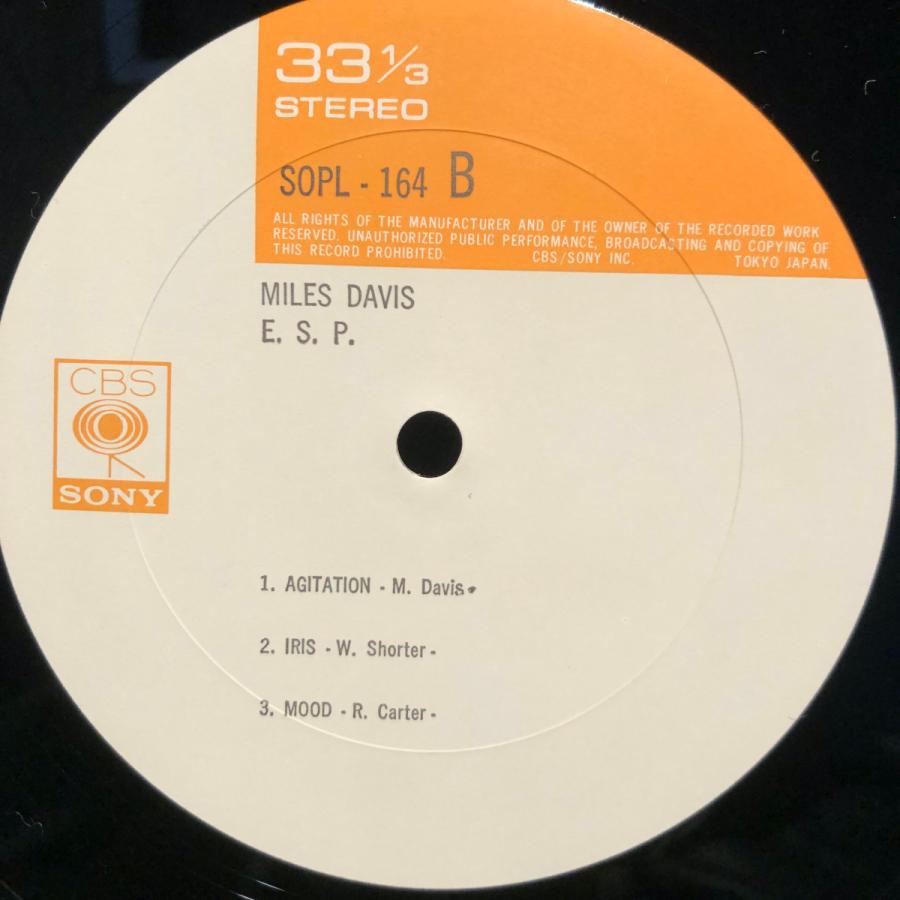 33 1/3
STEREO
SOPL - 164 B
ALL RIGHTS OF THE MANUFACTURER AND OF THE OWNER OF THE RECORDED WORK
RESERVED. UNAUTHORIZED PUBLIC PERFORMANCE, BROADCASTING AND COPYING OF
THIS RECORD PROHIBITED. CBS/SONY INC. TOKYO JAPAN.
MILES DAVIS
E. S. P.
CBS
SONY
1. AGITATION - M. Davis -
2. IRIS - W. Shorter -
3. MOOD - R. Carter -